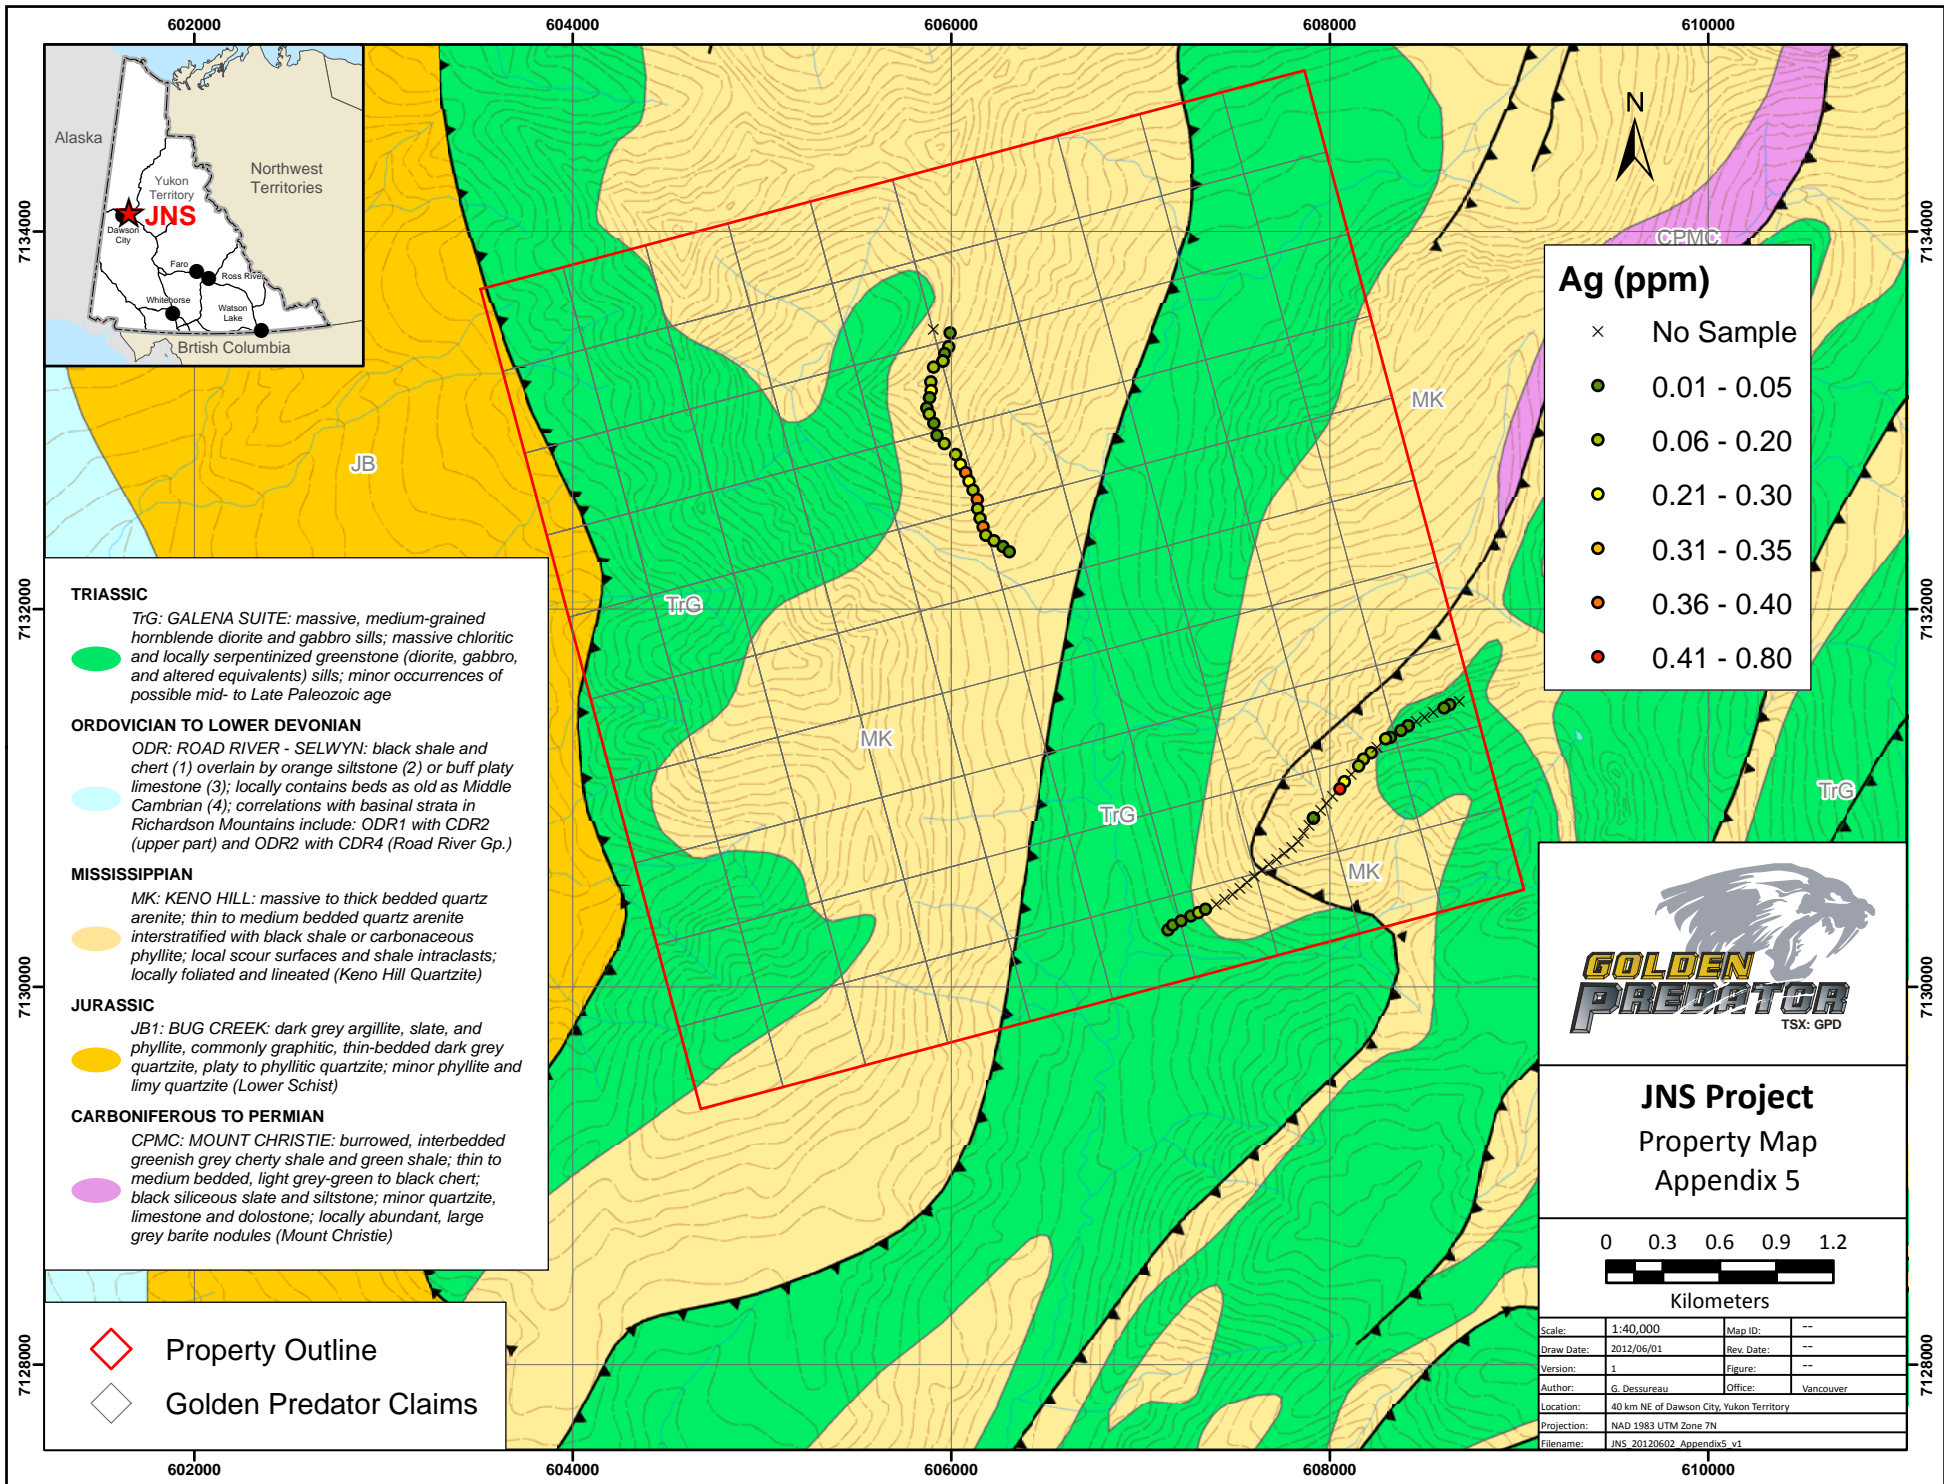 602000 604000 606000 608000 610000
Alaska
Yukon
Territory
Northwest
Territories
JNS
Dawson
City
Faro
Ross River
Whitehorse
Watson
Lake
Brtish Columbia
N
7134000
7134000
CPMC
Ag (ppm)
No Sample
0.01 - 0.05
0.06 - 0.20
0.21 - 0.30
0.31 - 0.35
0.36 - 0.40
0.41 - 0.80
MK
JB
7132000
7132000
TrG
MK
TrG
TrG
MK
TRIASSIC
TrG: GALENA SUITE: massive, medium-grained
hornblende diorite and gabbro sills; massive chloritic
and locally serpentinized greenstone (diorite, gabbro,
and altered equivalents) sills; minor occurrences of
possible mid- to Late Paleozoic age
ORDOVICIAN TO LOWER DEVONIAN
ODR: ROAD RIVER - SELWYN: black shale and
chert (1) overlain by orange siltstone (2) or buff platy
limestone (3); locally contains beds as old as Middle
Cambrian (4); correlations with basinal strata in
Richardson Mountains include: ODR1 with CDR2
(upper part) and ODR2 with CDR4 (Road River Gp.)
MISSISSIPPIAN
MK: KENO HILL: massive to thick bedded quartz
arenite; thin to medium bedded quartz arenite
interstratified with black shale or carbonaceous
phyllite; local scour surfaces and shale intraclasts;
locally foliated and lineated (Keno Hill Quartzite)
JURASSIC
JB1: BUG CREEK: dark grey argillite, slate, and
phyllite, commonly graphitic, thin-bedded dark grey
quartzite, platy to phyllitic quartzite; minor phyllite and
limy quartzite (Lower Schist)
CARBONIFEROUS TO PERMIAN
CPMC: MOUNT CHRISTIE: burrowed, interbedded
greenish grey cherty shale and green shale; thin to
medium bedded, light grey-green to black chert;
black siliceous slate and siltstone; minor quartzite,
limestone and dolostone; locally abundant, large
grey barite nodules (Mount Christie)
7130000
7130000
GOLDEN
PREDATOR
TSX: GPD
JNS Project
Property Map
Appendix 5
0 0.3 0.6 0.9 1.2
Kilometers
Scale: 1:40,000 Map ID: --
Draw Date: 2012/06/01 Rev. Date: --
Version: 1 Figure: --
Author: G. Dessureau Office: Vancouver
Location: 40 km NE of Dawson City, Yukon Territory
Projection: NAD 1983 UTM Zone 7N
Filename: JNS_20120602_Appendix5_v1
Property Outline
Golden Predator Claims
7128000
7128000
602000 604000 606000 608000 610000